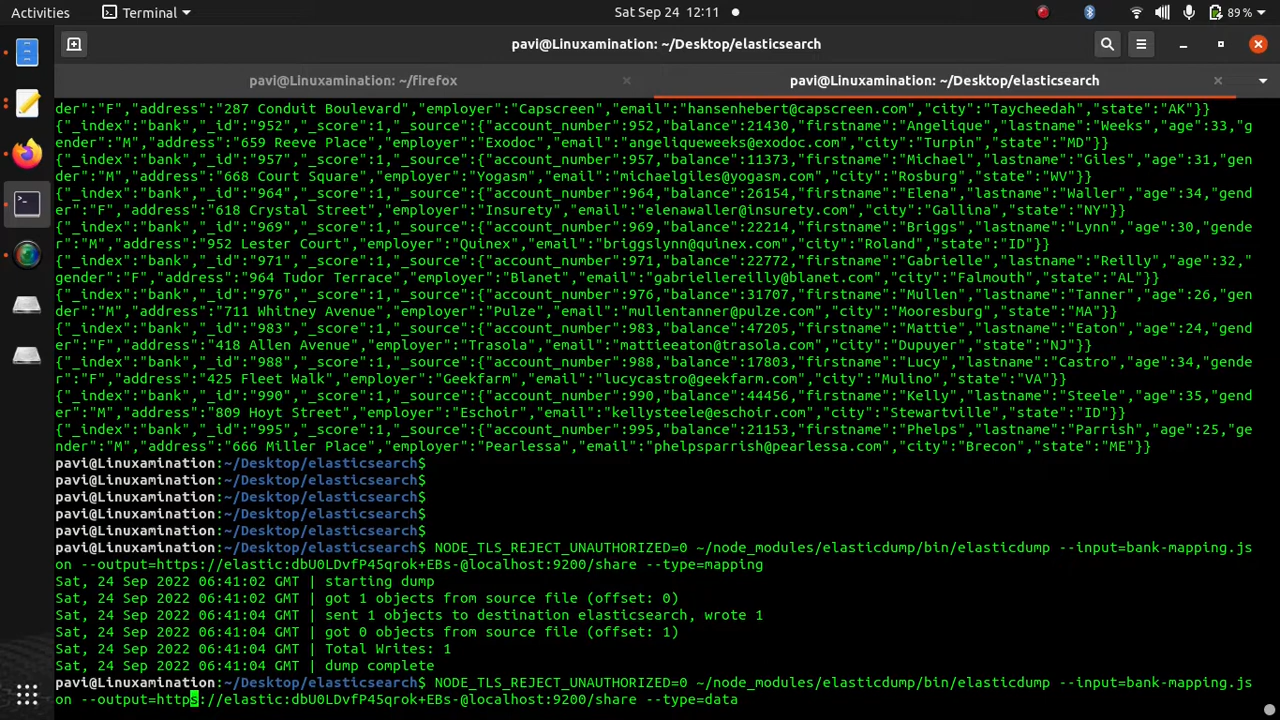 Activities
Terminal
Sat Sep 24 12:11
89 %
pavi@Linuxamination: ~/Desktop/elasticsearch
pavi@Linuxamination: ~/firefox
pavi@Linuxamination: ~/Desktop/elasticsearch
der":"F","address":"287 Conduit Boulevard","employer":"Capscreen","email":"hansenhebert@capscreen.com","city":"Taycheedah","state":"AK"}}
{"_index":"bank","_id":"952","_score":1,"_source":{"account_number":952,"balance":21430,"firstname":"Angelique","lastname":"Weeks","age":33,"g
ender":"M","address":"659 Reeve Place","employer":"Exodoc","email":"angeliqueweeks@exodoc.com","city":"Turpin","state":"MD"}}
{"_index":"bank","_id":"957","_score":1,"_source":{"account_number":957,"balance":11373,"firstname":"Michael","lastname":"Giles","age":31,"gen
der":"M","address":"668 Court Square","employer":"Yogasm","email":"michaelgiles@yogasm.com","city":"Rosburg","state":"WV"}}
{"_index":"bank","_id":"964","_score":1,"_source":{"account_number":964,"balance":26154,"firstname":"Elena","lastname":"Waller","age":34,"gend
er":"F","address":"618 Crystal Street","employer":"Insurety","email":"elenawaller@insurety.com","city":"Gallina","state":"NY"}}
{"_index":"bank","_id":"969","_score":1,"_source":{"account_number":969,"balance":22214,"firstname":"Briggs","lastname":"Lynn","age":30,"gende
r":"M","address":"952 Lester Court","employer":"Quinex","email":"briggslynn@quinex.com","city":"Roland","state":"ID"}}
{"_index":"bank","_id":"971","_score":1,"_source":{"account_number":971,"balance":22772,"firstname":"Gabrielle","lastname":"Reilly","age":32,"
gender":"F","address":"964 Tudor Terrace","employer":"Blanet","email":"gabriellereilly@blanet.com","city":"Falmouth","state":"AL"}}
{"_index":"bank","_id":"976","_score":1,"_source":{"account_number":976,"balance":31707,"firstname":"Mullen","lastname":"Tanner","age":26,"gen
der":"M","address":"711 Whitney Avenue","employer":"Pulze","email":"mullentanner@pulze.com","city":"Mooresburg","state":"MA"}}
{"_index":"bank","_id":"983","_score":1,"_source":{"account_number":983,"balance":47205,"firstname":"Mattie","lastname":"Eaton","age":24,"gend
er":"F","address":"418 Allen Avenue","employer":"Trasola","email":"mattieeaton@trasola.com","city":"Dupuyer","state":"NJ"}}
{"_index":"bank","_id":"988","_score":1,"_source":{"account_number":988,"balance":17803,"firstname":"Lucy","lastname":"Castro","age":34,"gende
r":"F","address":"425 Fleet Walk","employer":"Geekfarm","email":"lucycastro@geekfarm.com","city":"Mulino","state":"VA"}}
{"_index":"bank","_id":"990","_score":1,"_source":{"account_number":990,"balance":44456,"firstname":"Kelly","lastname":"Steele","age":35,"gend
er":"M","address":"809 Hoyt Street","employer":"Eschoir","email":"kellysteele@eschoir.com","city":"Stewartville","state":"ID"}}
{"_index":"bank","_id":"995","_score":1,"_source":{"account_number":995,"balance":21153,"firstname":"Phelps","lastname":"Parrish","age":25,"ge
nder":"M","address":"666 Miller Place","employer":"Pearlessa","email":"phelpsparrish@pearlessa.com","city":"Brecon","state":"ME"}}
pavi@Linuxamination:~/Desktop/elasticsearch$
pavi@Linuxamination:~/Desktop/elasticsearch$
pavi@Linuxamination:~/Desktop/elasticsearch$
pavi@Linuxamination:~/Desktop/elasticsearch$
pavi@Linuxamination:~/Desktop/elasticsearch$
pavi@Linuxamination:~/Desktop/elasticsearch$ NODE_TLS_REJECT_UNAUTHORIZED=0 ~/node_modules/elasticdump/bin/elasticdump --input=bank-mapping.js
on --output=https://elastic:dbU0LDvfP45qrok+EBs-@localhost:9200/share --type=mapping
Sat, 24 Sep 2022 06:41:02 GMT | starting dump
Sat, 24 Sep 2022 06:41:02 GMT | got 1 objects from source file (offset: 0)
Sat, 24 Sep 2022 06:41:04 GMT | sent 1 objects to destination elasticsearch, wrote 1
Sat, 24 Sep 2022 06:41:04 GMT | got 0 objects from source file (offset: 1)
Sat, 24 Sep 2022 06:41:04 GMT | Total Writes: 1
Sat, 24 Sep 2022 06:41:04 GMT | dump complete
pavi@Linuxamination:~/Desktop/elasticsearch$ NODE_TLS_REJECT_UNAUTHORIZED=0 ~/node_modules/elasticdump/bin/elasticdump --input=bank-mapping.js
on --output=https://elastic:dbU0LDvfP45qrok+EBs-@localhost:9200/share --type=data